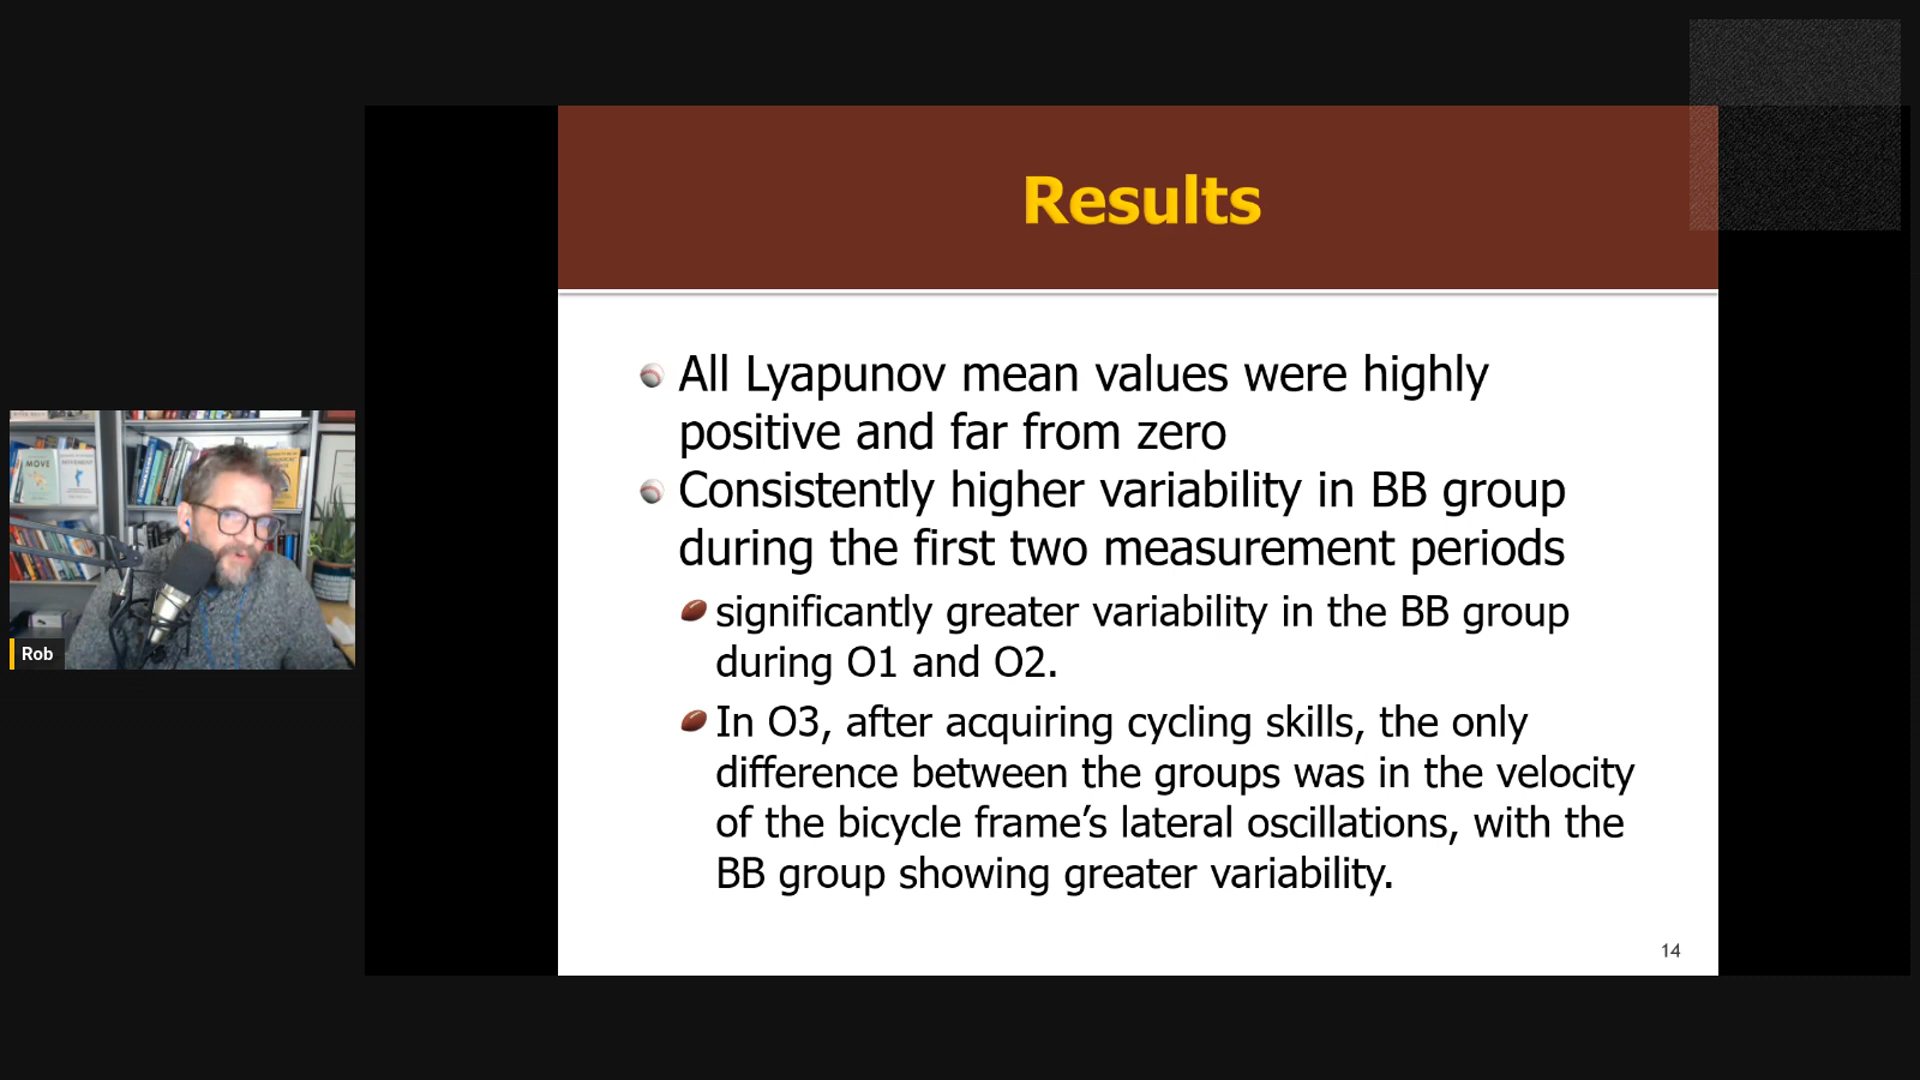 Results
All Lyapunov mean values were highly
positive and far from zero
Consistently higher variability in BB group
during the first two measurement periods
significantly greater variability in the BB group
during O1 and O2.
In O3, after acquiring cycling skills, the only
difference between the groups was in the velocity
of the bicycle frame’s lateral oscillations, with the
BB group showing greater variability.
14
MOVE
MOVEMENT
Rob